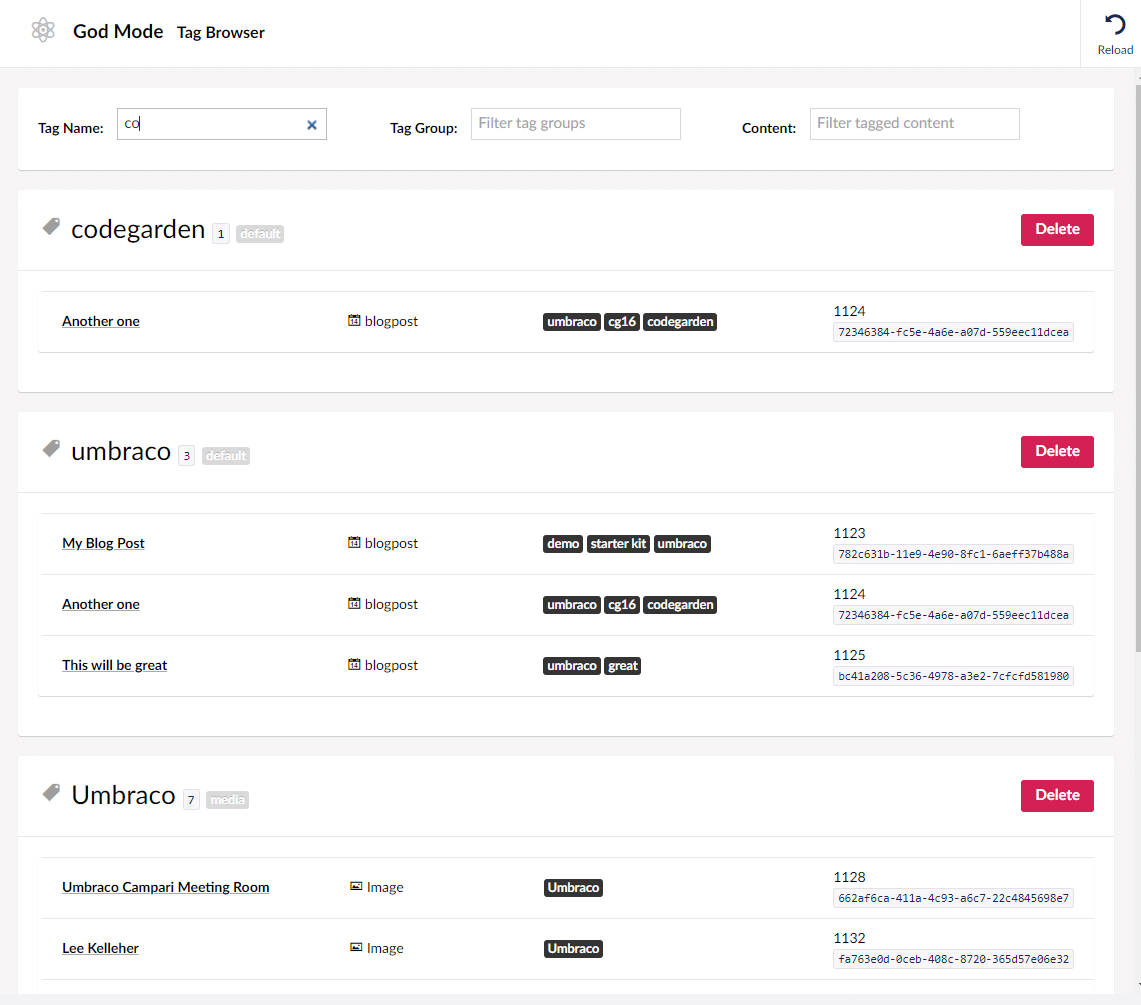 God Mode Tag Browser
Reload
Tag Name: co Tag Group: Filter tag groups Content: Filter tagged content
codegarden 1 default Delete
Another one 14 blogpost umbraco cg16 codegarden 1124
72346384-fc5e-4a6e-a07d-559eec11dcea
umbraco 3 default Delete
My Blog Post 14 blogpost demo starter kit umbraco 1123
782c631b-11e9-4e90-8fc1-6aeff37b488a
Another one 14 blogpost umbraco cg16 codegarden 1124
72346384-fc5e-4a6e-a07d-559eec11dcea
This will be great 14 blogpost umbraco great 1125
bc41a208-5c36-4978-a3e2-7cfcfd581980
Umbraco 7 media Delete
Umbraco Campari Meeting Room Image Umbraco 1128
662af6ca-411a-4c93-a6c7-22c4845698e7
Lee Kelleher Image Umbraco 1132
fa763e0d-0ceb-408c-8720-365d57e06e32